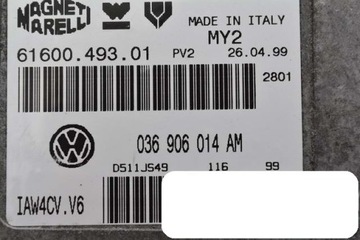 MAGNETI
MARELLI
MADE IN ITALY
MY2
61600.493.01 PV2 26.04.99
2801
036 906 014 AM
D511JS49 116 99
IAW4CV.V6